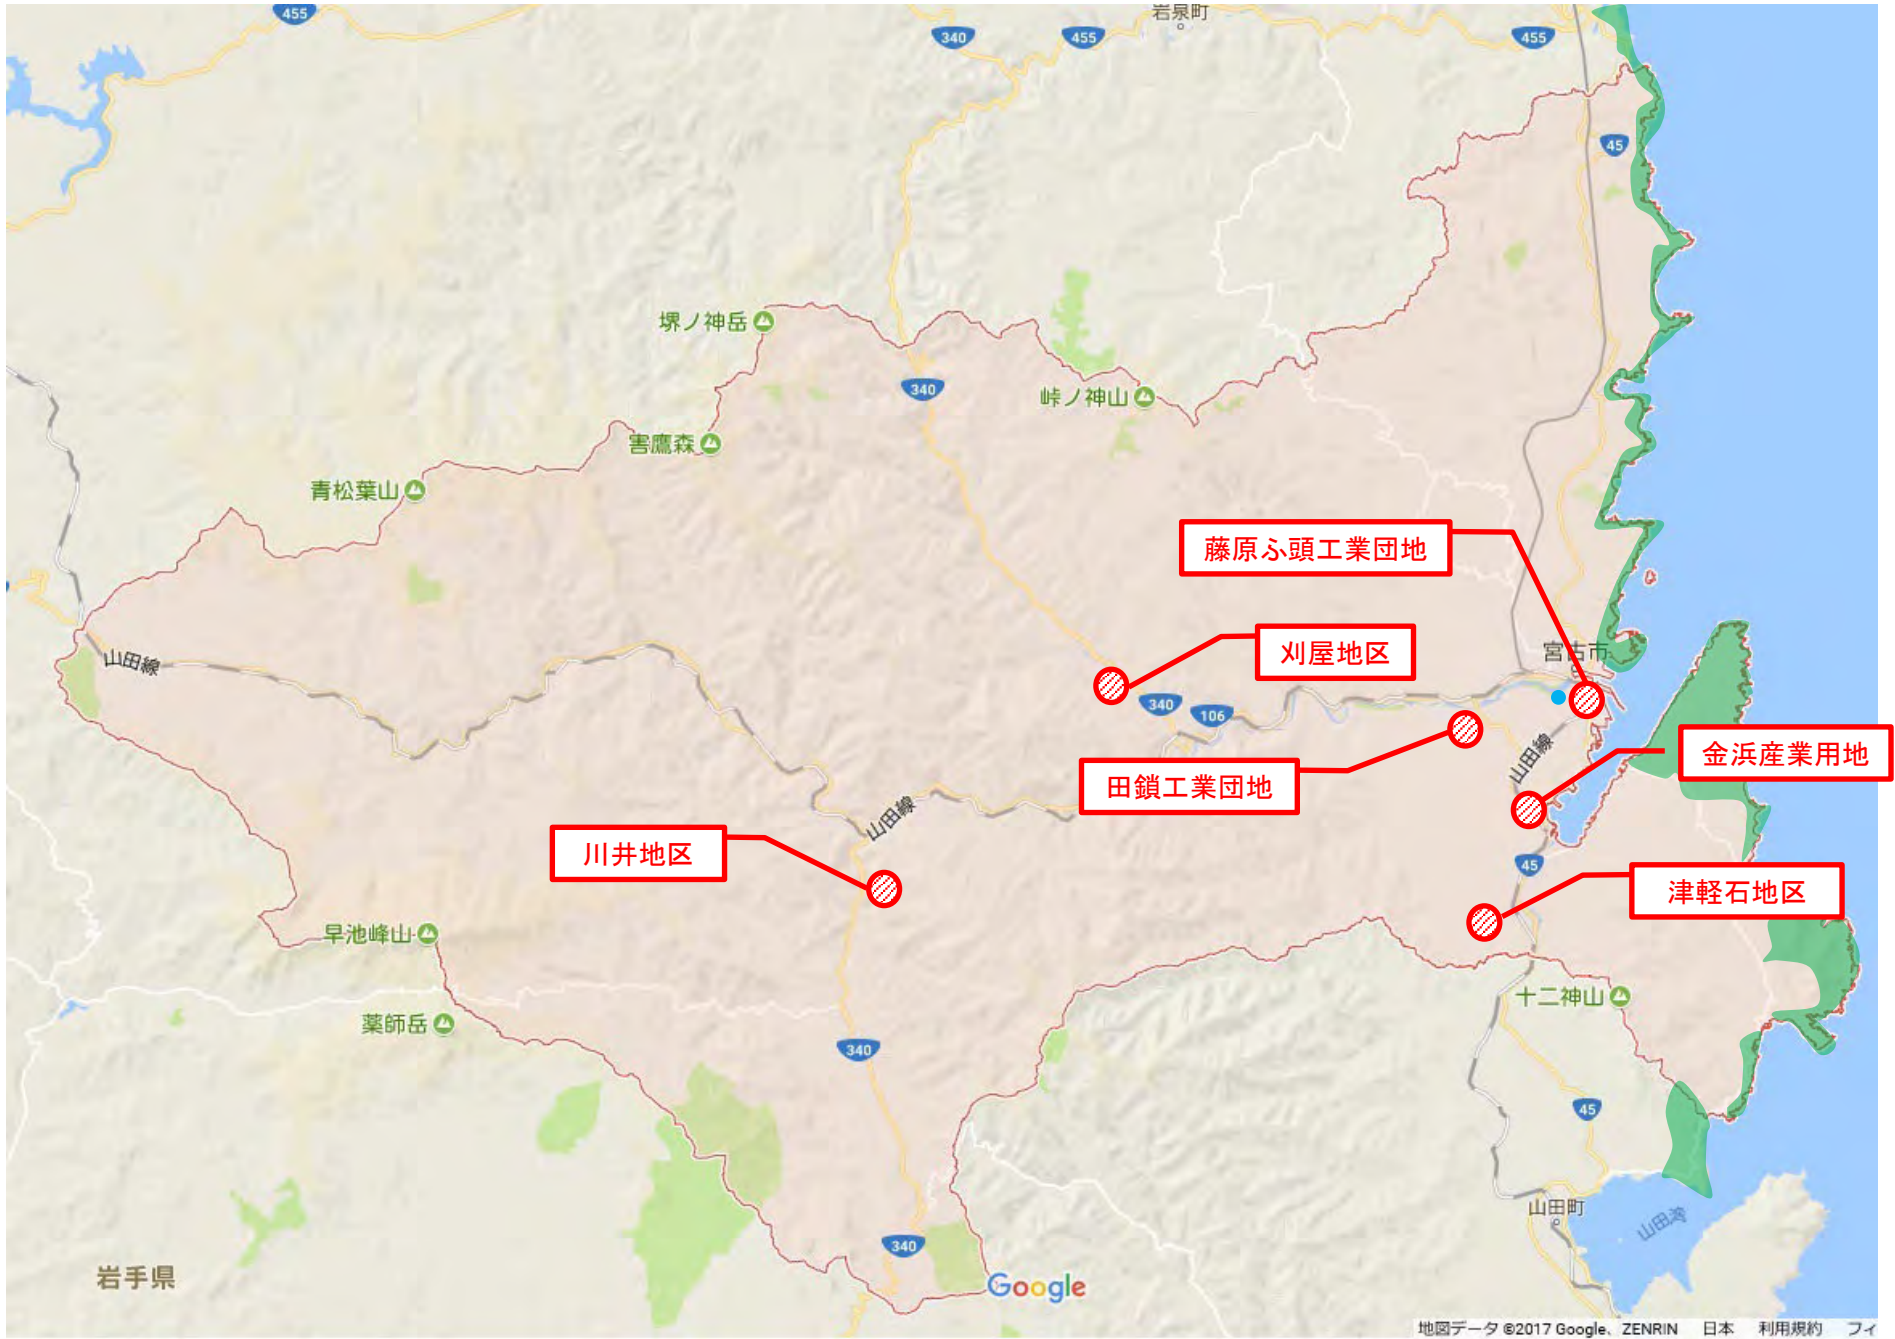 455
岩泉町
340
455
455
45
堺ノ神岳
340
峠ノ神山
害鷹森
青松葉山
藤原ふ頭工業団地
刈屋地区
宮古市
山田線
340
106
山田線
金浜産業用地
田鎖工業団地
山田線
川井地区
45
津軽石地区
早池峰山
十二神山
薬師岳
340
45
山田町
山田湾
340
岩手県
Google
地図データ ©2017 Google、ZENRIN 日本 利用規約 フィ